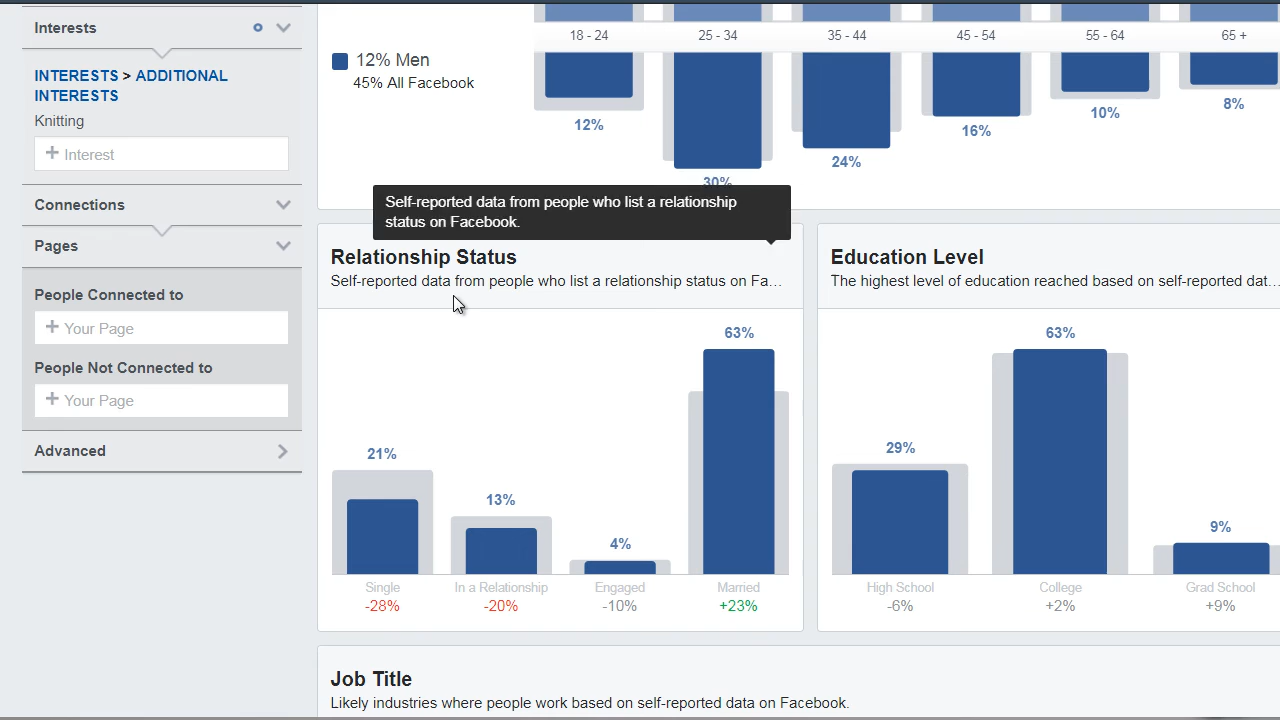 Interests
INTERESTS > ADDITIONAL
INTERESTS
Knitting
+ Interest
Connections
Pages
People Connected to
+ Your Page
People Not Connected to
+ Your Page
Advanced
18 - 24 25 - 34 35 - 44 45 - 54 55 - 64 65 +
12% Men
45% All Facebook
12% 30% 24% 16% 10% 8%
Self-reported data from people who list a relationship
status on Facebook.
Relationship Status
Self-reported data from people who list a relationship status on Fa...
63%
21%
13%
4%
Single In a Relationship Engaged Married
-28% -20% -10% +23%
Education Level
The highest level of education reached based on self-reported dat...
63%
29%
9%
High School College Grad School
-6% +2% +9%
Job Title
Likely industries where people work based on self-reported data on Facebook.